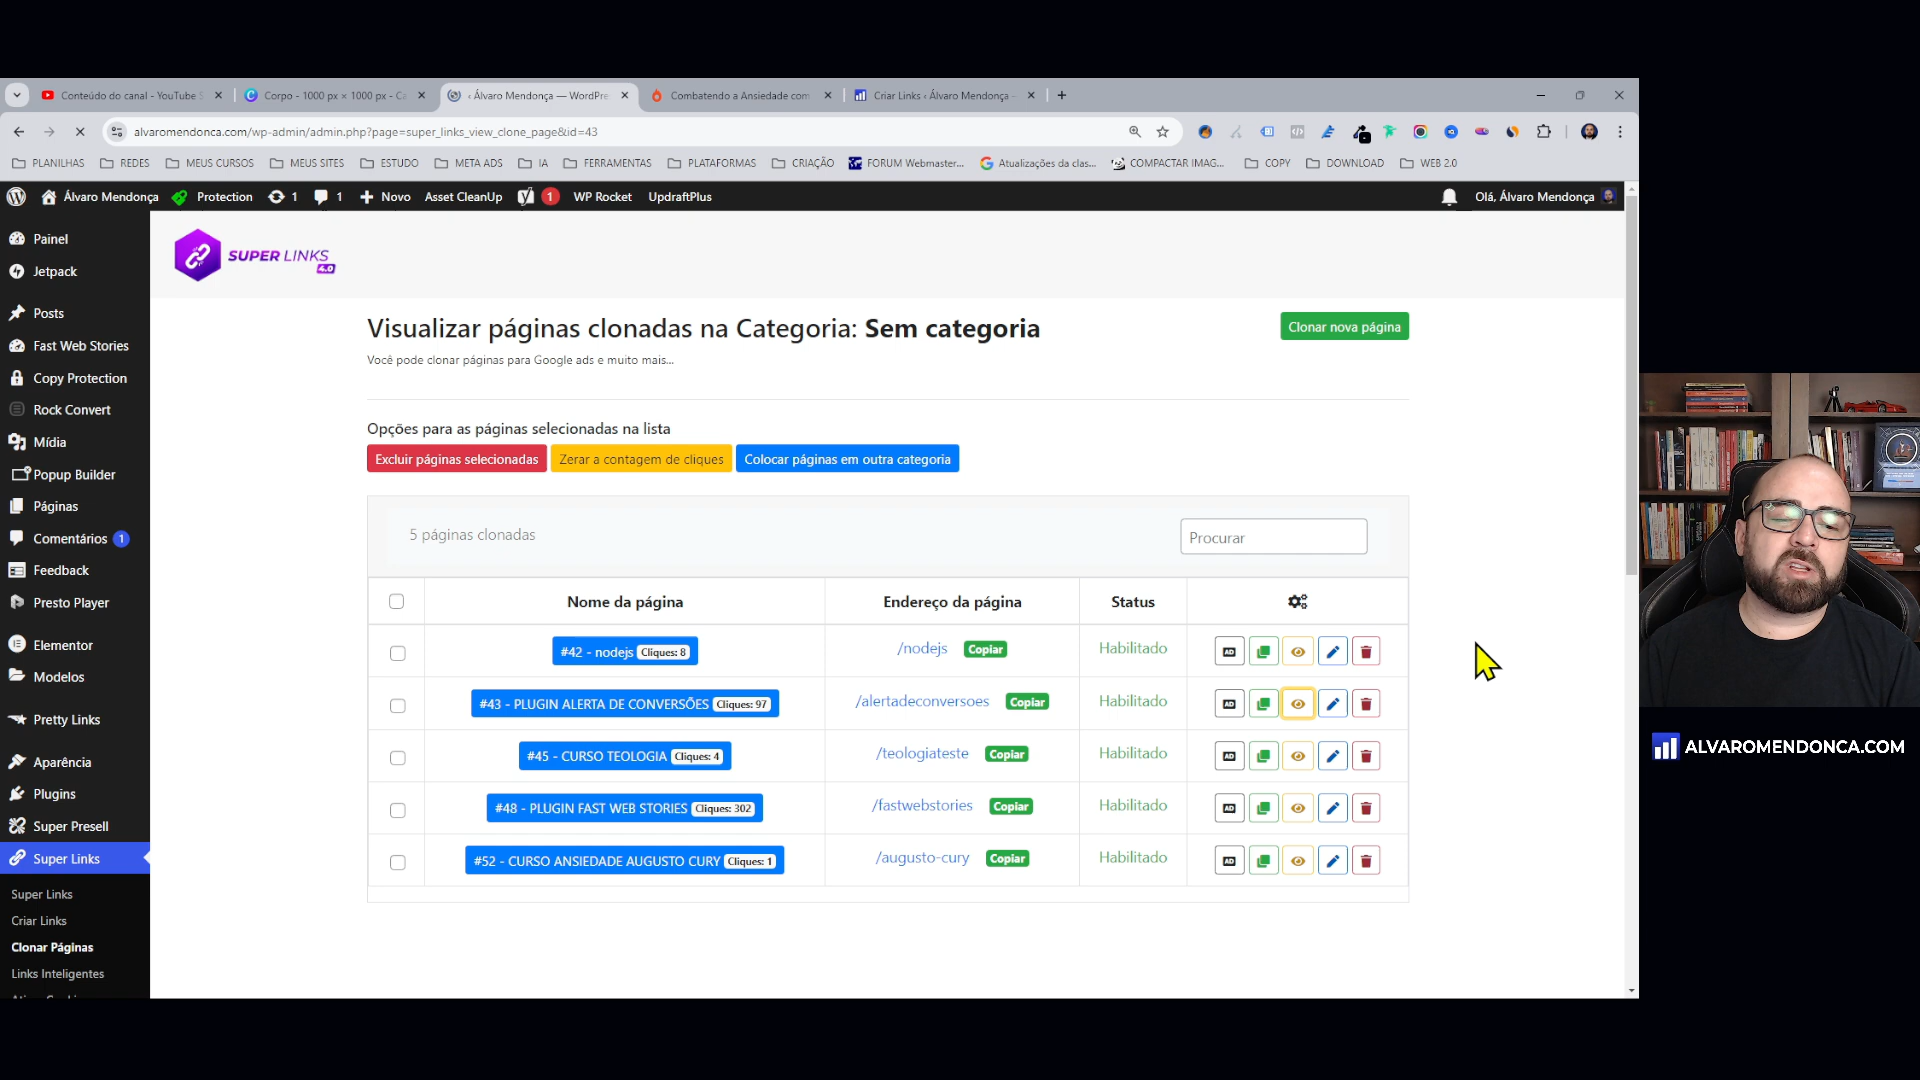 Conteúdo do canal - YouTube S
Corpo - 1000 px × 1000 px - Ca
‹ Álvaro Mendonça — WordPre
Combatendo a Ansiedade com
Criar Links ‹ Álvaro Mendonça -
alvaromendonca.com/wp-admin/admin.php?page=super_links_view_clone_page&id=43
PLANILHAS
REDES
MEUS CURSOS
MEUS SITES
ESTUDO
META ADS
IA
FERRAMENTAS
PLATAFORMAS
CRIAÇÃO
FORUM Webmaster...
Atualizações da clas...
COMPACTAR IMAG...
COPY
DOWNLOAD
WEB 2.0
Álvaro Mendonça
Protection
1
1
Novo
Asset CleanUp
1
WP Rocket
UpdraftPlus
Olá, Álvaro Mendonça
Painel
Jetpack
Posts
Fast Web Stories
Copy Protection
Rock Convert
Mídia
Popup Builder
Páginas
Comentários 1
Feedback
Presto Player
Elementor
Modelos
Pretty Links
Aparência
Plugins
Super Presell
Super Links
Super Links
Criar Links
Clonar Páginas
Links Inteligentes
SUPER LINKS
4.0
Visualizar páginas clonadas na Categoria: Sem categoria
Clonar nova página
Você pode clonar páginas para Google ads e muito mais...
Opções para as páginas selecionadas na lista
Excluir páginas selecionadas
Zerar a contagem de cliques
Colocar páginas em outra categoria
5 páginas clonadas
Procurar
Nome da página
Endereço da página
Status
#42 - nodejs Cliques: 8
/nodejs Copiar
Habilitado
AD
#43 - PLUGIN ALERTA DE CONVERSÕES Cliques: 97
/alertadeconversoes Copiar
Habilitado
AD
#45 - CURSO TEOLOGIA Cliques: 4
/teologiateste Copiar
Habilitado
AD
#48 - PLUGIN FAST WEB STORIES Cliques: 302
/fastwebstories Copiar
Habilitado
AD
#52 - CURSO ANSIEDADE AUGUSTO CURY Cliques: 1
/augusto-cury Copiar
Habilitado
AD
ALVAROMENDONCA.COM